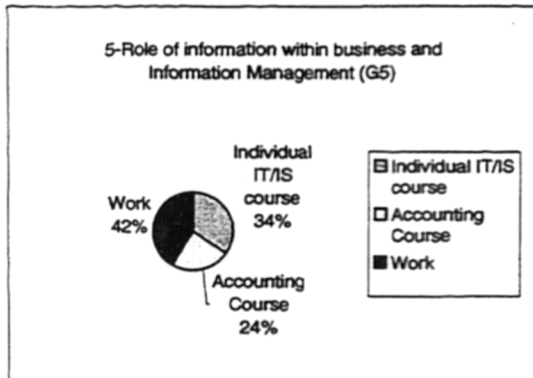 5-Role of information within business and
Information Management (G5)
Individual
IT/IS
course
34%
Work
42%
Accounting
Course
24%
Individual IT/IS
course
Accounting
Course
Work